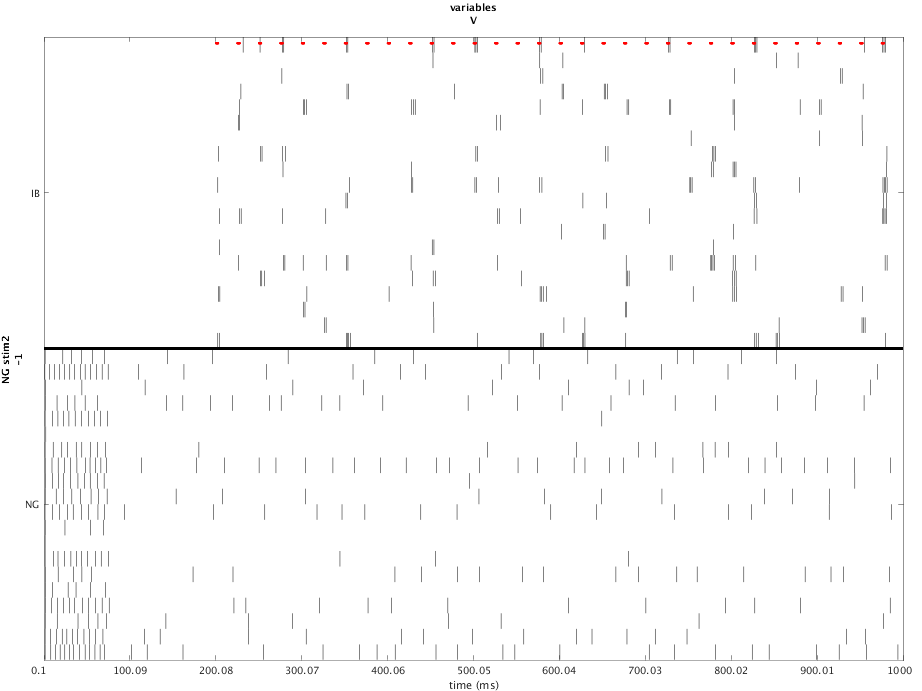 variables
V
IB
NG stim2
-1
NG
0.1
100.09
200.08
300.07
400.06
500.05
600.04
700.03
800.02
900.01
1000
time (ms)